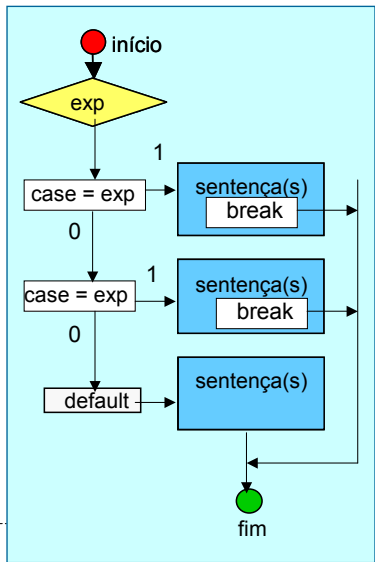 início
exp
1
case = exp
sentença(s)
break
0
1
case = exp
sentença(s)
break
0
default
sentença(s)
fim